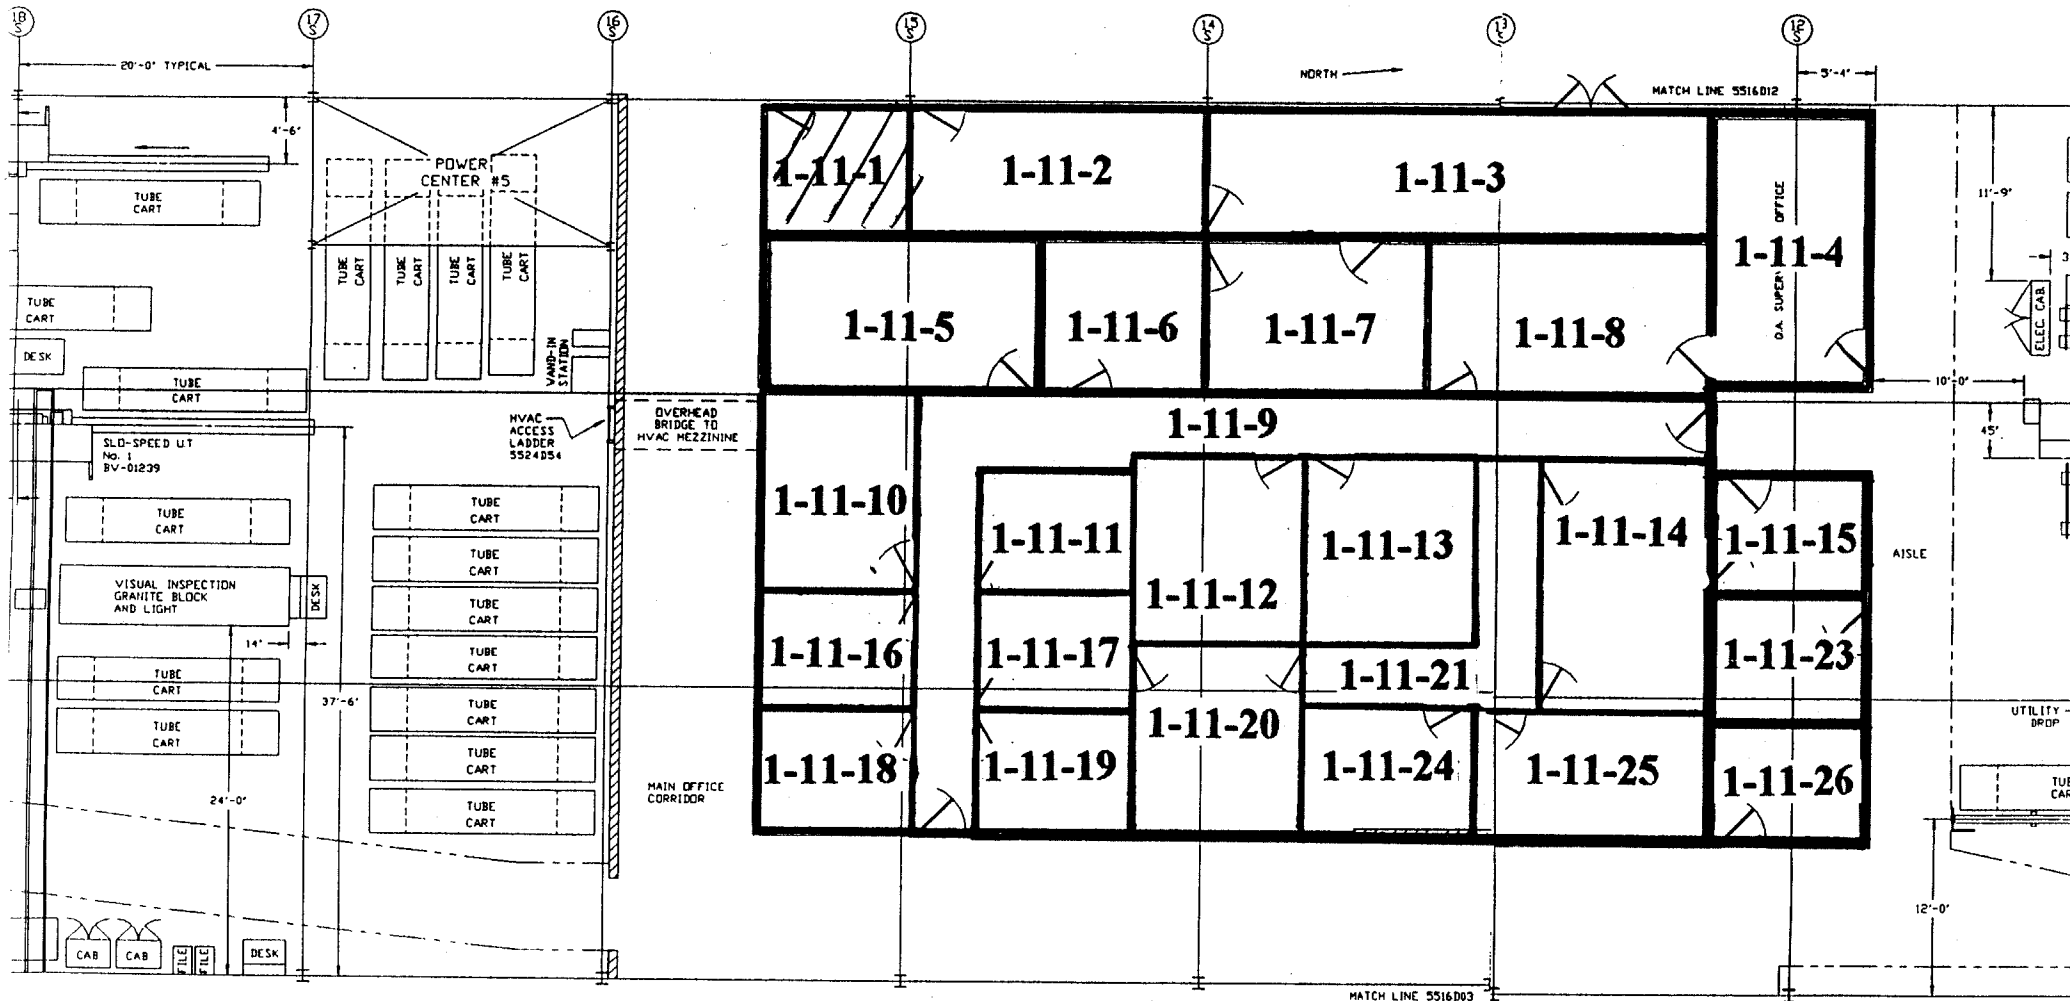 18
S
17
S
16
S
15
S
14
S
13
S
12
S
20'-0" TYPICAL
NORTH
5'-4"
MATCH LINE 5516D12
4'-6"
POWER
CENTER #5
TUBE
CART
TUBE
CART
TUBE
CART
TUBE
CART
TUBE
CART
TUBE
CART
DESK
TUBE
CART
WAND-IN
STATION
HVAC
ACCESS
LADDER
5524D54
OVERHEAD
BRIDGE TO
HVAC MEZZININE
SLO-SPEED U.T
No. 1
BV-01239
TUBE
CART
VISUAL INSPECTION
GRANITE BLOCK
AND LIGHT
DESK
14"
TUBE
CART
TUBE
CART
37'-6"
24'-0"
TUBE
CART
TUBE
CART
TUBE
CART
TUBE
CART
TUBE
CART
TUBE
CART
TUBE
CART
MAIN OFFICE
CORRIDOR
CAB
CAB
FILE
FILE
DESK
1-11-1
1-11-2
1-11-3
1-11-4
OFFICE
1-11-5
1-11-6
1-11-7
1-11-8
1-11-9
1-11-10
1-11-11
1-11-12
1-11-13
1-11-14
1-11-15
1-11-16
1-11-17
1-11-18
1-11-19
1-11-20
1-11-21
1-11-23
1-11-24
1-11-25
1-11-26
11'-9"
3
ELEC. CAB.
10'-0"
45"
AISLE
UTILITY
DROP
TUB
CAR
12'-0"
MATCH LINE 5516D03